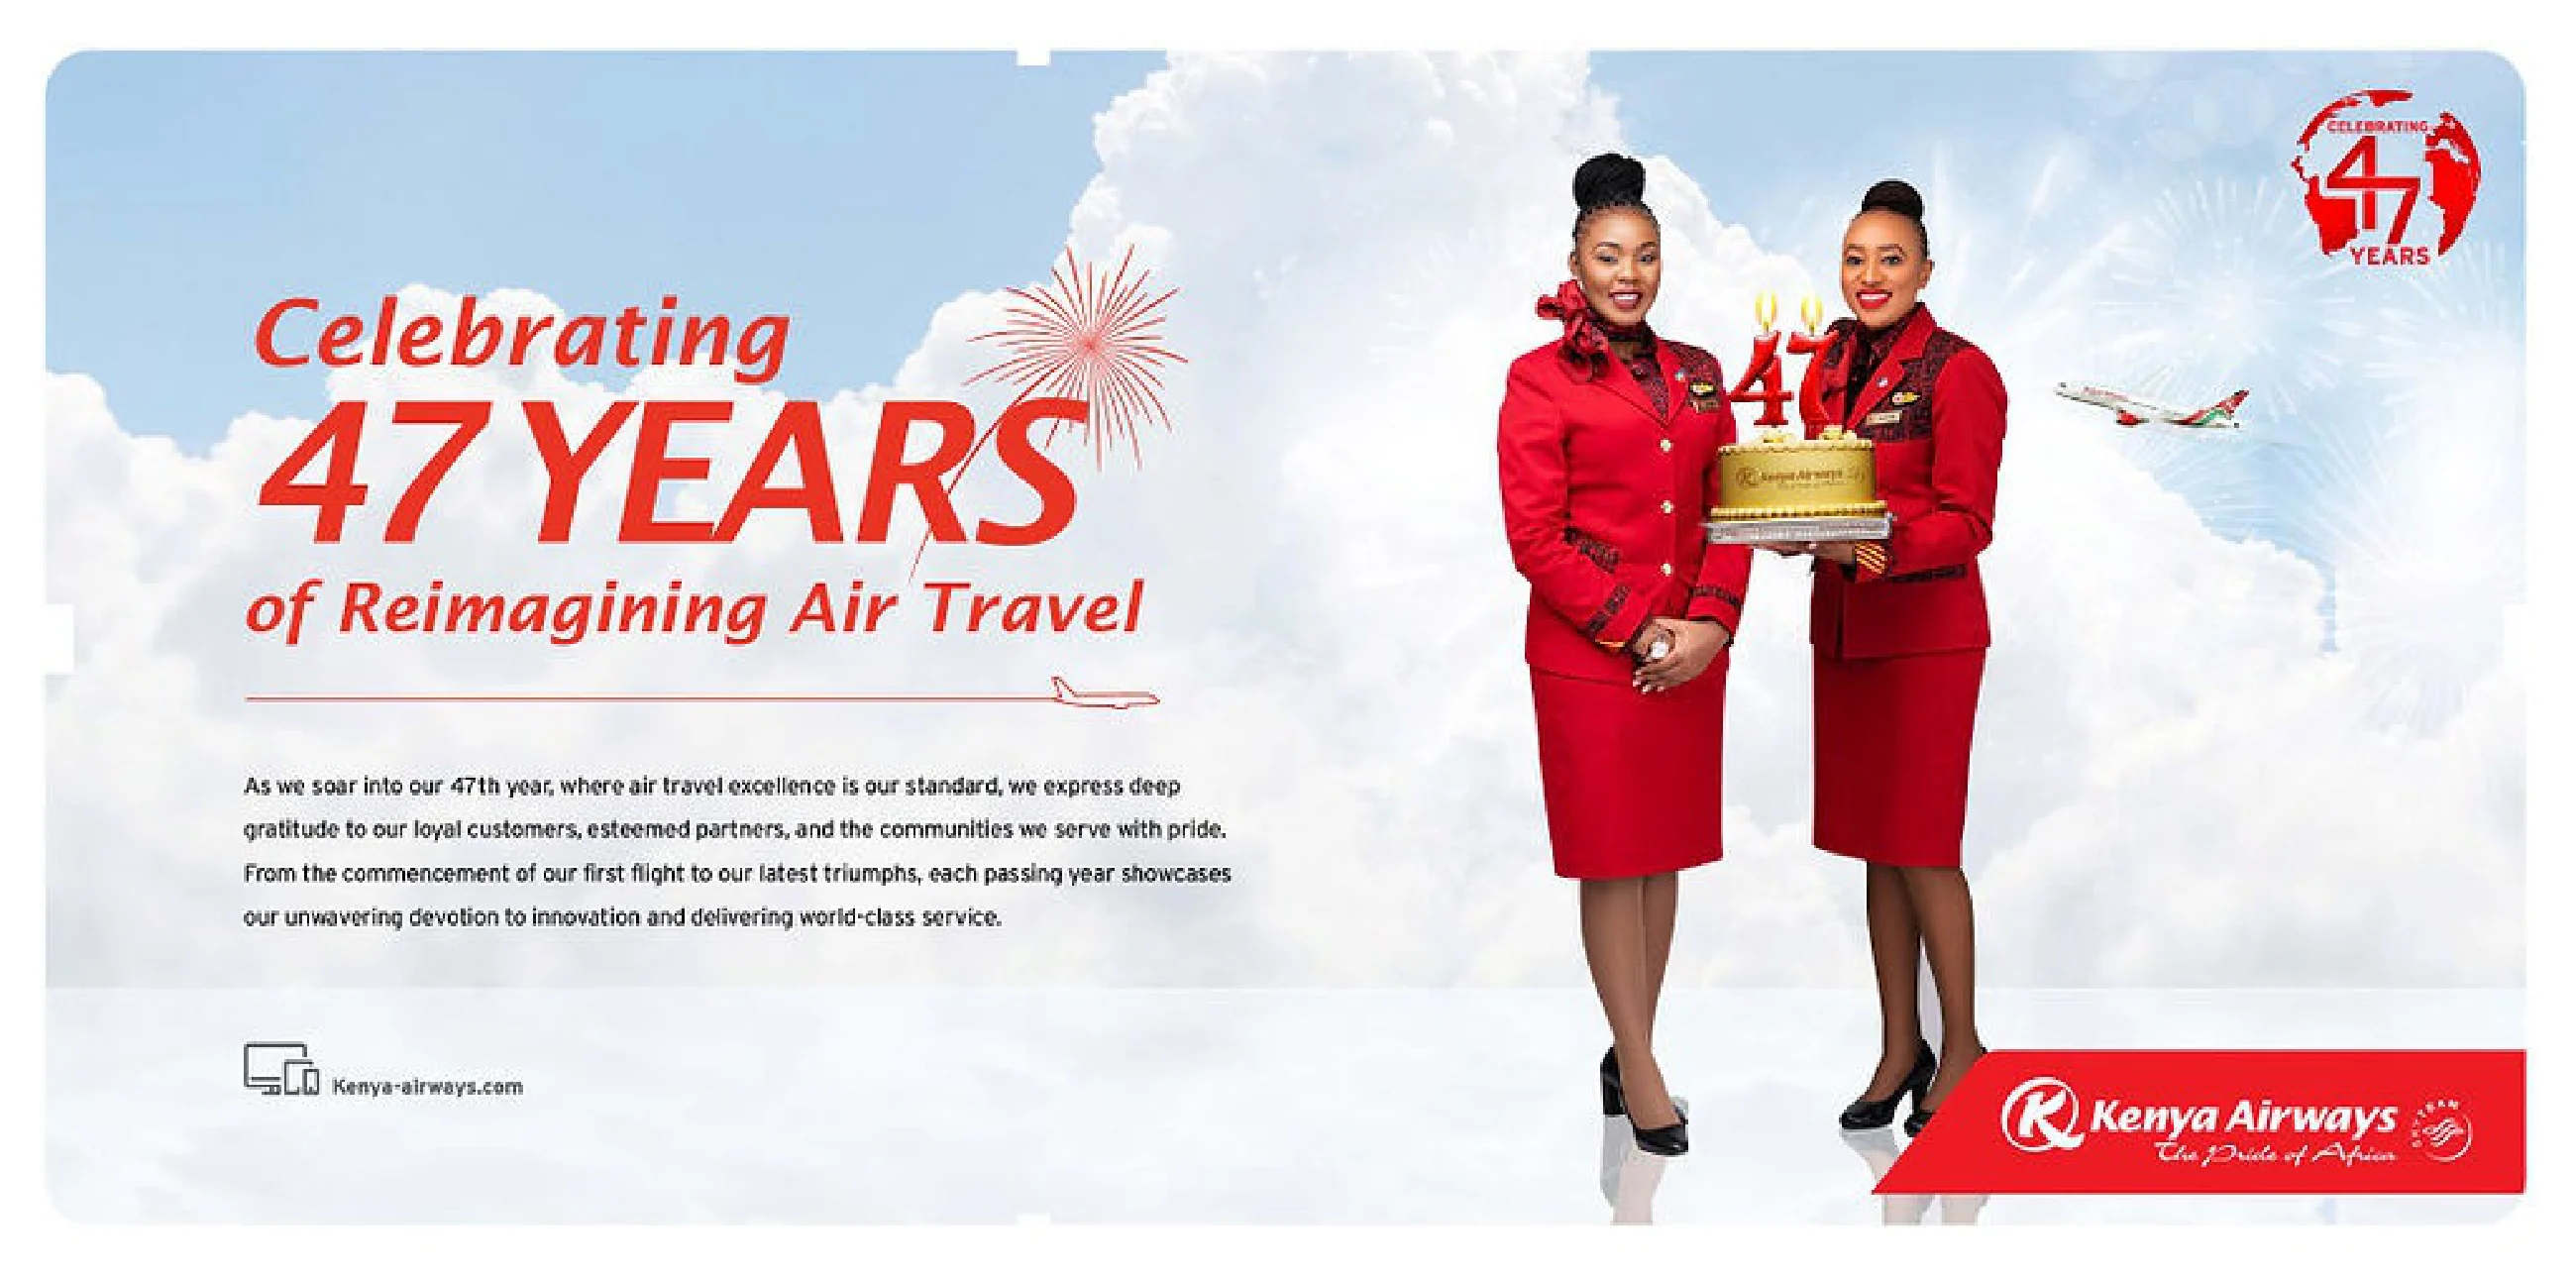 CELEBRATING
47
YEARS
Celebrating
47 YEARS
of Reimagining Air Travel
47
Kenya Airways
As we soar into our 47th year, where air travel excellence is our standard, we express deep
gratitude to our loyal customers, esteemed partners, and the communities we serve with pride.
From the commencement of our first flight to our latest triumphs, each passing year showcases
our unwavering devotion to innovation and delivering world-class service.
Kenya-airways.com
Kenya Airways
The Pride of Africa
SKYTEAM